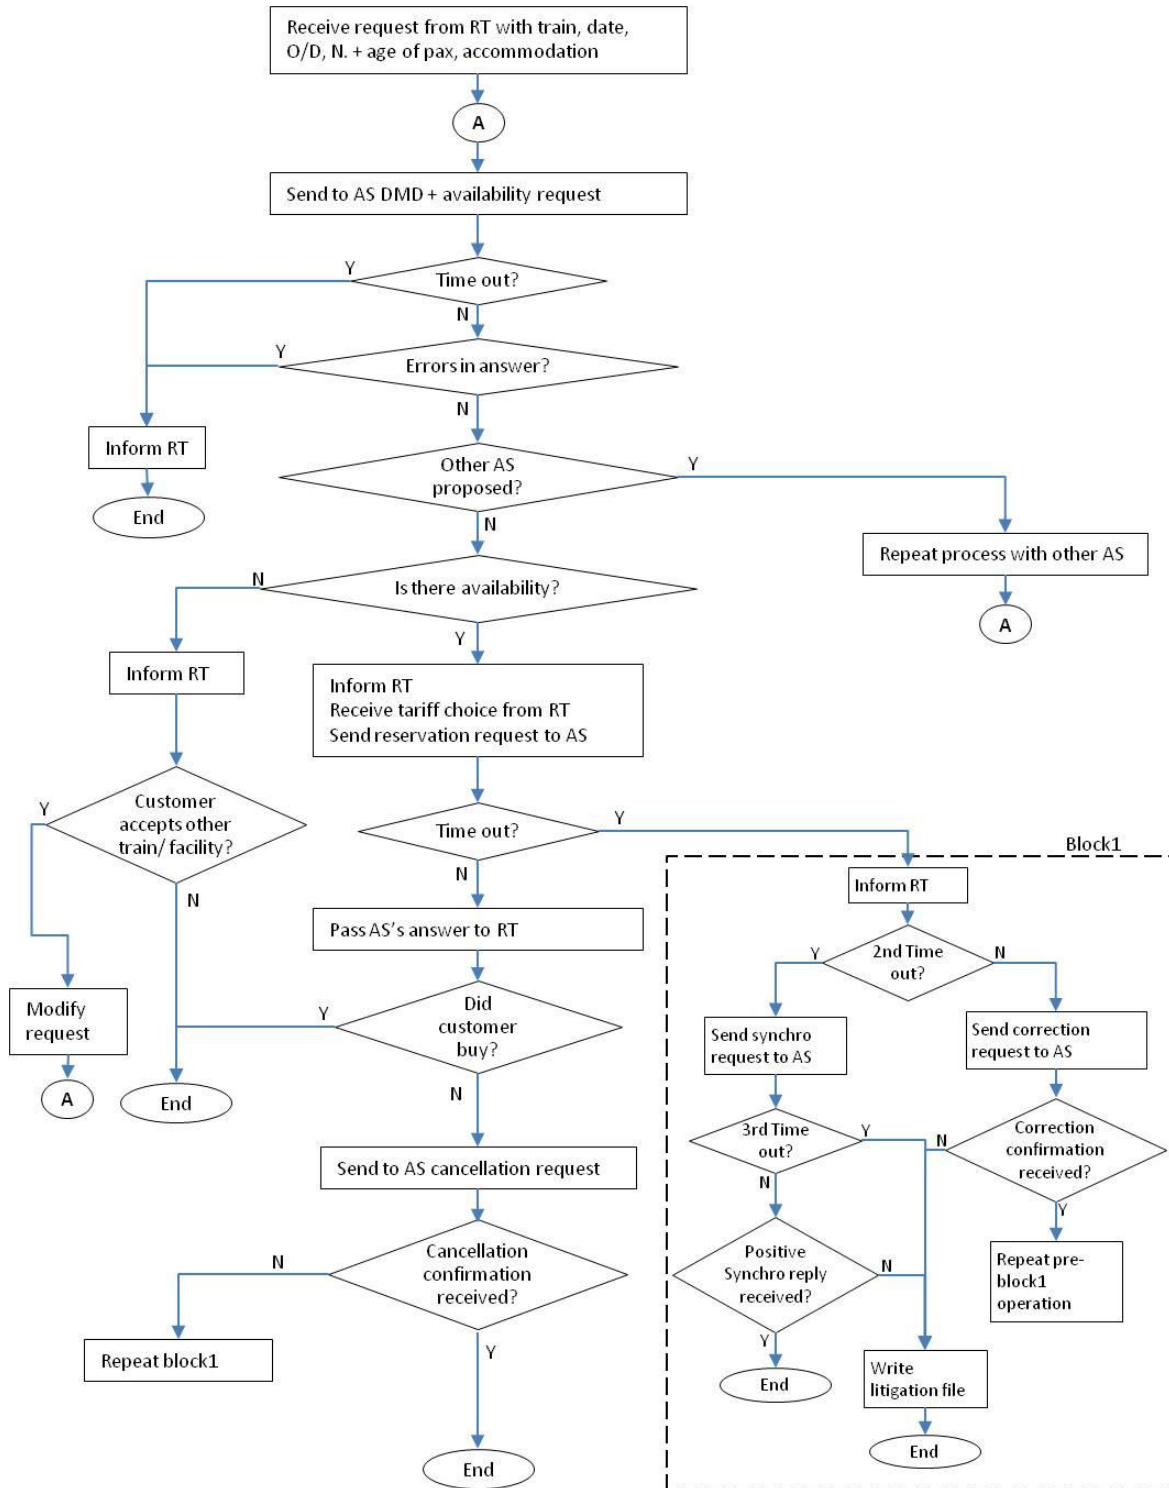 Receive request from RT with train, date,
O/D, N. + age of pax, accommodation
A
Send to AS DMD + availability request
Y
Time out?
N
Y
Errors in answer?
N
Inform RT
End
Other AS
proposed?
Y
N
Repeat process with other AS
A
N
Is there availability?
Y
Inform RT
Inform RT
Receive tariff choice from RT
Send reservation request to AS
Y
Customer
accepts other
train/ facility?
N
Modify
request
A
Time out?
Y
N
Pass AS's answer to RT
Y
Did
customer
buy?
N
End
Send to AS cancellation request
N
Cancellation
confirmation
received?
Y
Repeat block1
End
Block1
Inform RT
Y
2nd Time
out?
N
Send synchro
request to AS
Send correction
request to AS
3rd Time
out?
Y
N
N
Correction
confirmation
received?
Y
Positive
Synchro reply
received?
N
Y
Repeat pre-
block1
operation
End
Write
litigation file
End